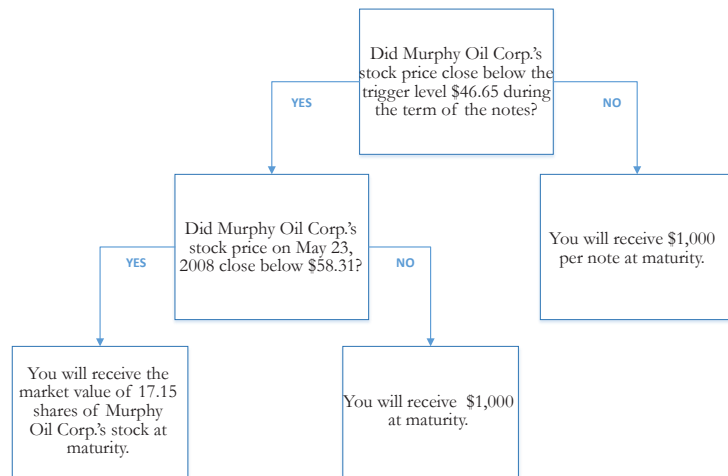 Did Murphy Oil Corp.'s
stock price close below the
trigger level $46.65 during
the term of the notes?
YES
NO
Did Murphy Oil Corp.'s
stock price on May 23,
2008 close below $58.31?
You will receive $1,000
per note at maturity.
YES
NO
You will receive the
market value of 17.15
shares of Murphy
Oil Corp.'s stock at
maturity.
You will receive $1,000
at maturity.